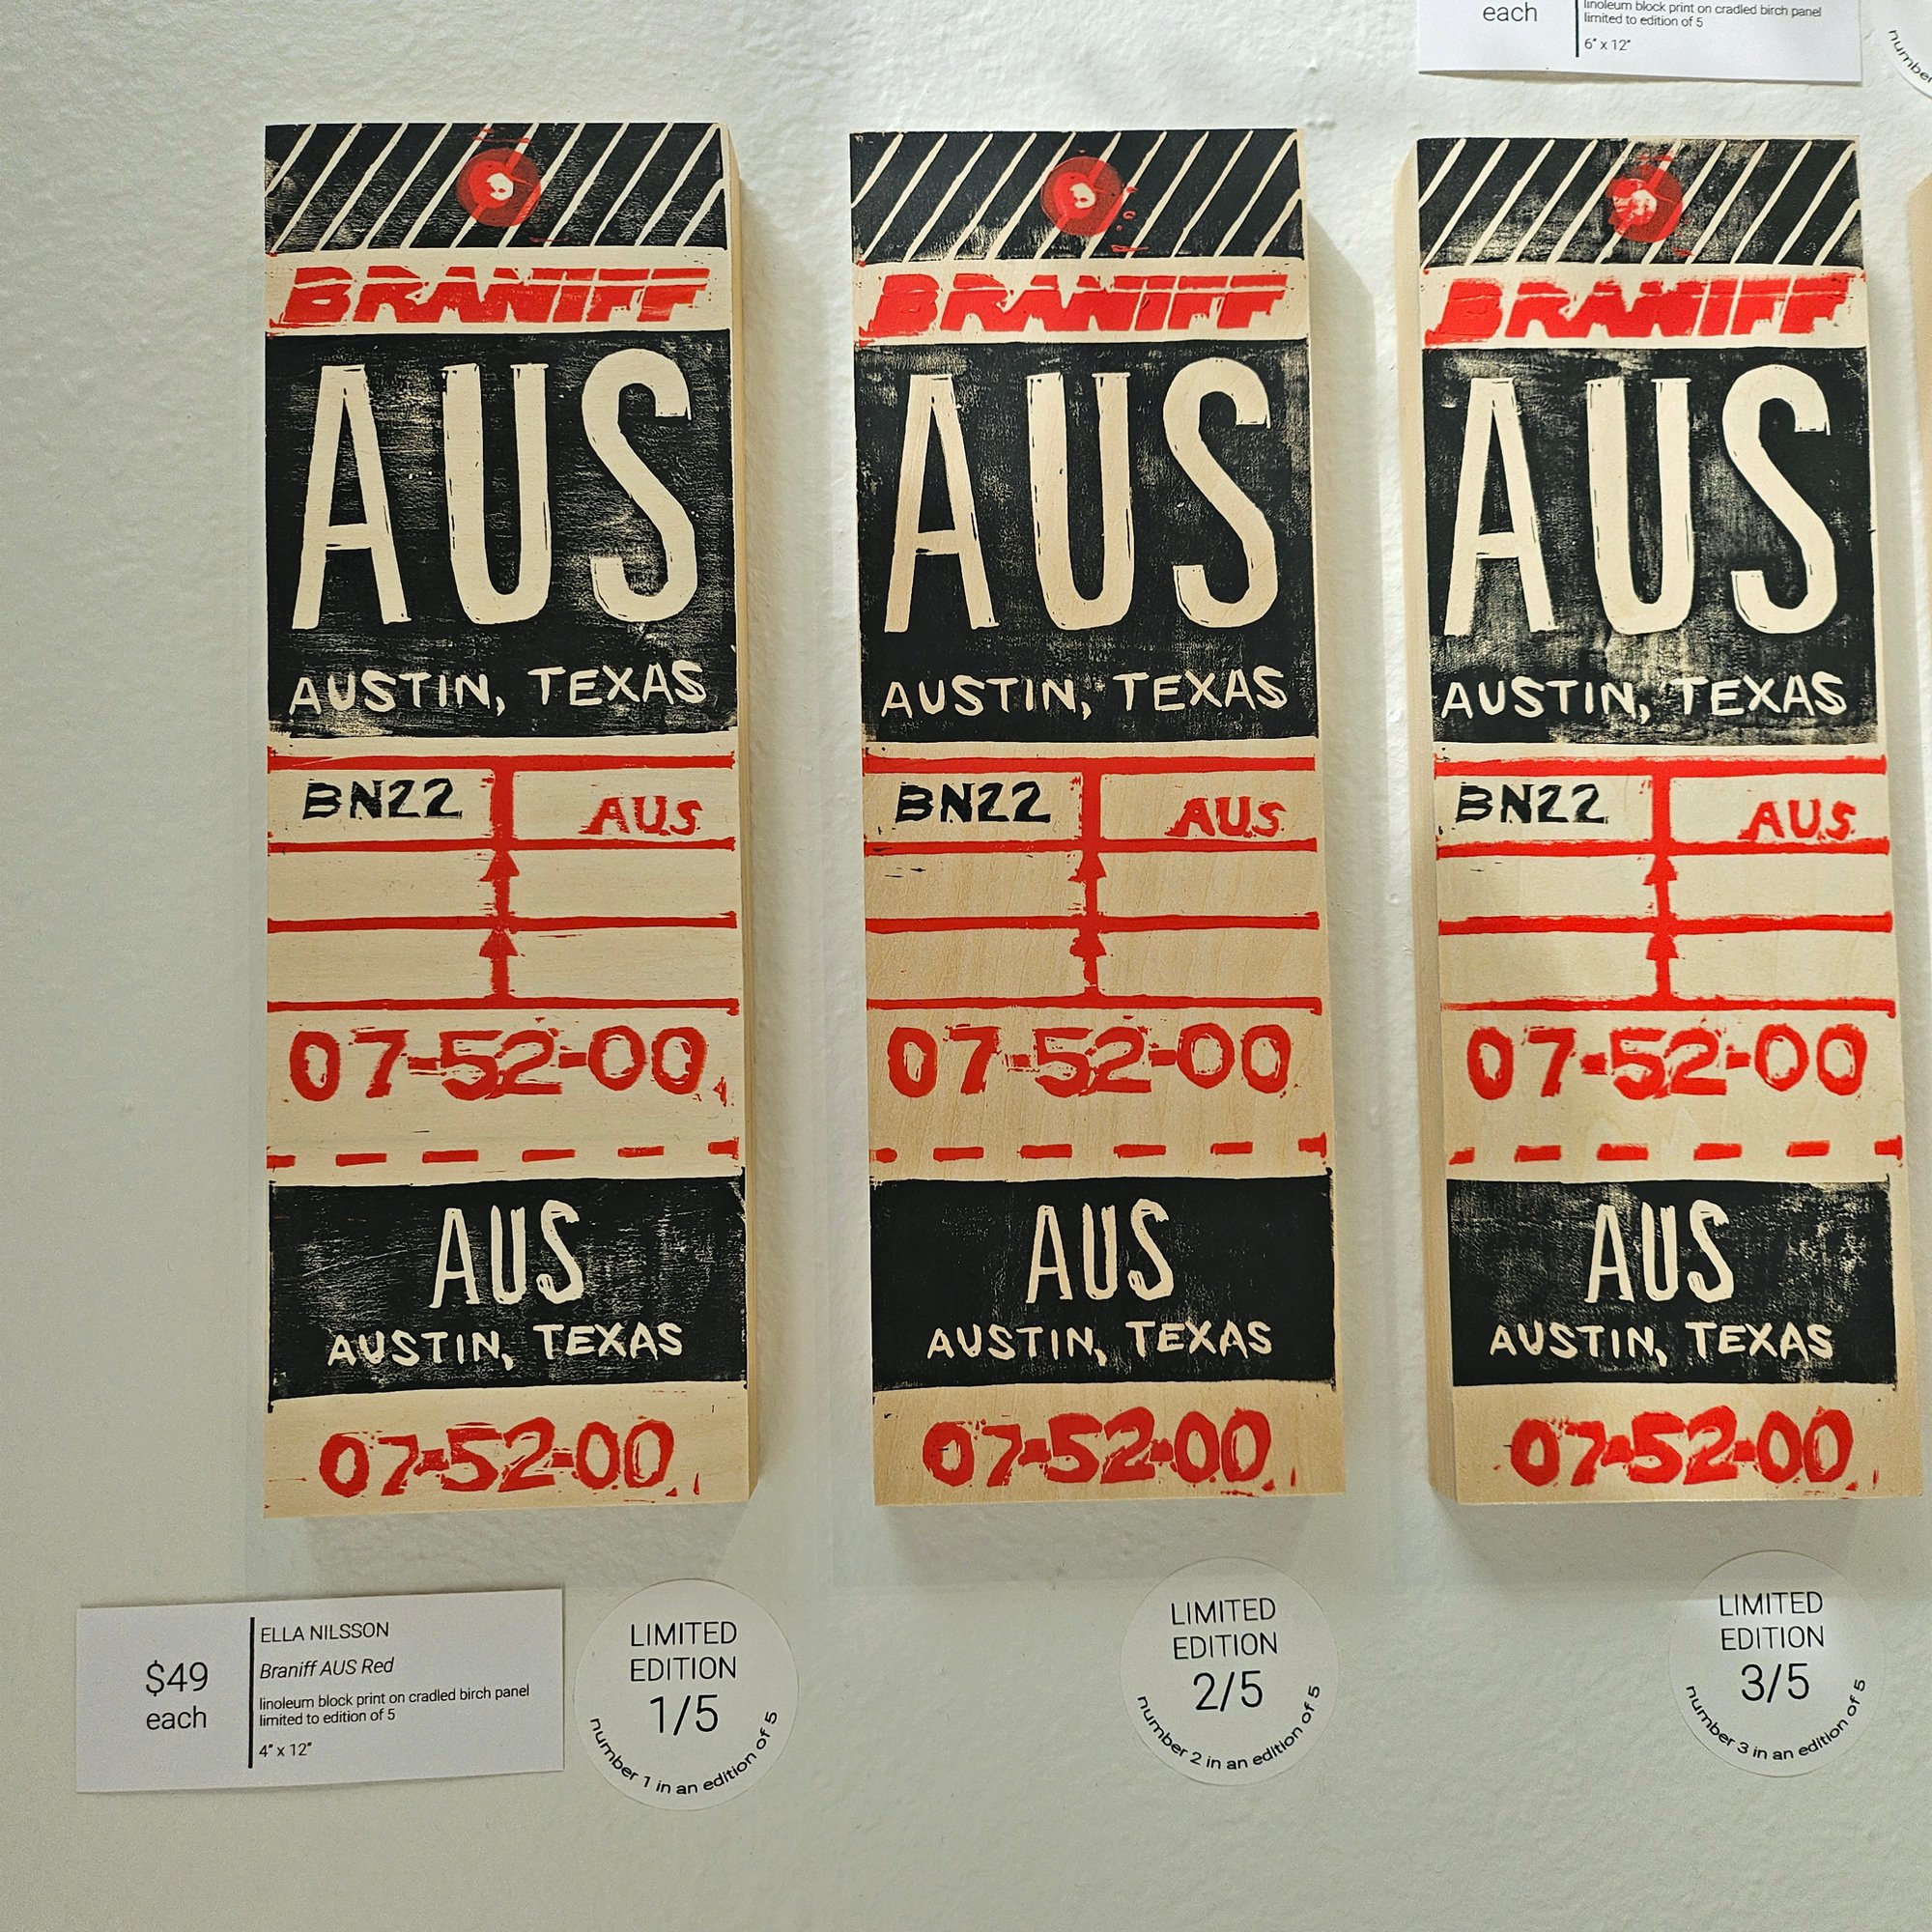 each
linoleum block print on cradled birch panel
limited to edition of 5
6" x 12"
number
BRANIFF
AUS
AUSTIN, TEXAS
BN22
AUS
07-52-00
AUS
AUSTIN, TEXAS
07-52-00
BRANIFF
AUS
AUSTIN, TEXAS
BN22
AUS
07-52-00
AUS
AUSTIN, TEXAS
07-52-00
BRANIFF
AUS
AUSTIN, TEXAS
BN22
AUS
07-52-00
AUS
AUSTIN, TEXAS
07-52-00
$49
each
ELLA NILSSON
Braniff AUS Red
linoleum block print on cradled birch panel
limited to edition of 5
4" x 12"
LIMITED
EDITION
1/5
number 1 in an edition of 5
LIMITED
EDITION
2/5
number 2 in an edition of 5
LIMITED
EDITION
3/5
number 3 in an edition of 5